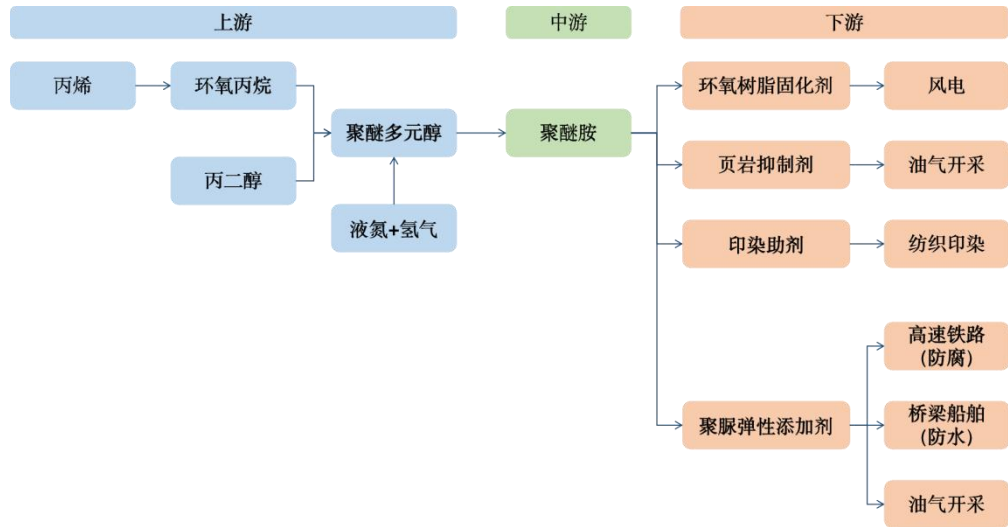 上游
中游
下游
丙烯
环氧丙烷
聚醚多元醇
聚醚胺
环氧树脂固化剂
风电
丙二醇
页岩抑制剂
油气开采
液氮+氢气
印染助剂
纺织印染
高速铁路
(防腐）
聚脲弹性添加剂
桥梁船舶
(防水）
油气开采